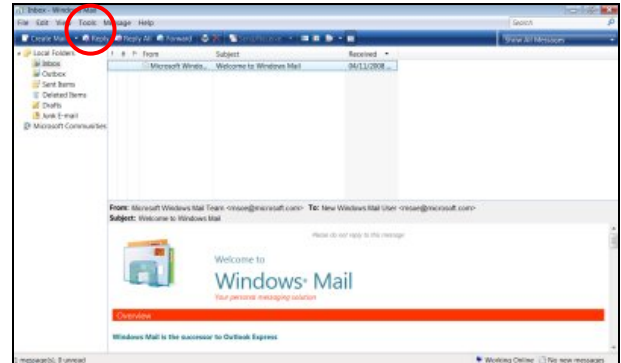 Inbox - Windows Mail
File Edit View Tools Message Help
Search
Create Mail Reply Reply All Forward Send/Receive
Show All Messages
Local Folders
From Subject Received
Inbox
Microsoft Windo... Welcome to Windows Mail 04/11/2008 ...
Outbox
Sent Items
Deleted Items
Drafts
Junk E-mail
Microsoft Communities
From: Microsoft Windows Mail Team <msoe@microsoft.com> To: New Windows Mail User <msoe@microsoft.com>
Subject: Welcome to Windows Mail
Please do not reply to this message
Welcome to
Windows® Mail
Your personal messaging solution
Overview
Windows Mail is the successor to Outlook Express
1 message(s), 0 unread
Working Online No new messages